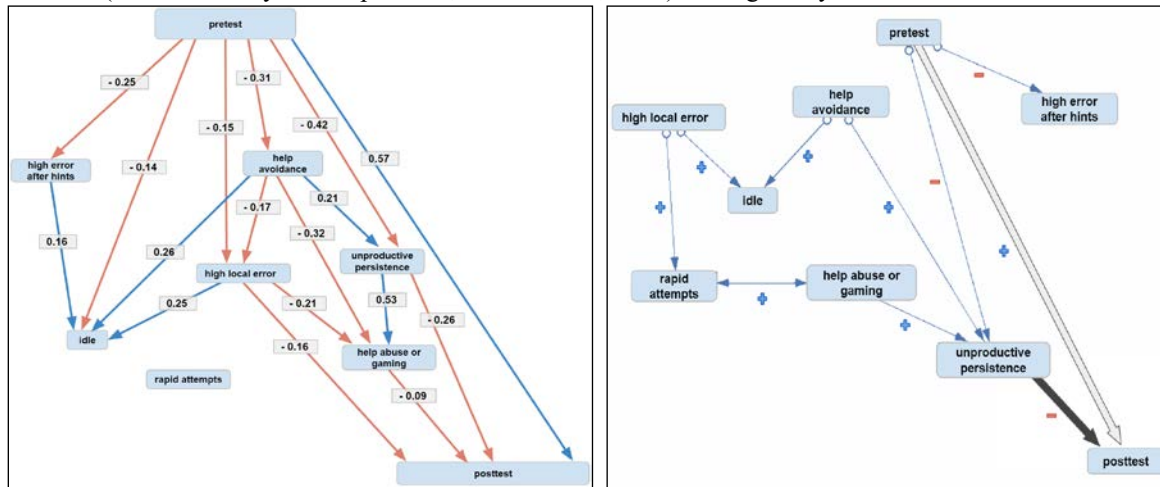 pretest
- 0.25
- 0.31
- 0.15
- 0.42
0.57
- 0.14
high error
after hints
help
avoidance
0.21
- 0.17
0.16
0.26
- 0.32
unproductive
persistence
high local error
0.25
- 0.21
0.53
- 0.26
idle
- 0.16
help abuse or
gaming
rapid attempts
- 0.09
posttest
pretest
high error
after hints
help
avoidance
high local error
idle
rapid
attempts
help abuse or
gaming
unproductive
persistence
posttest